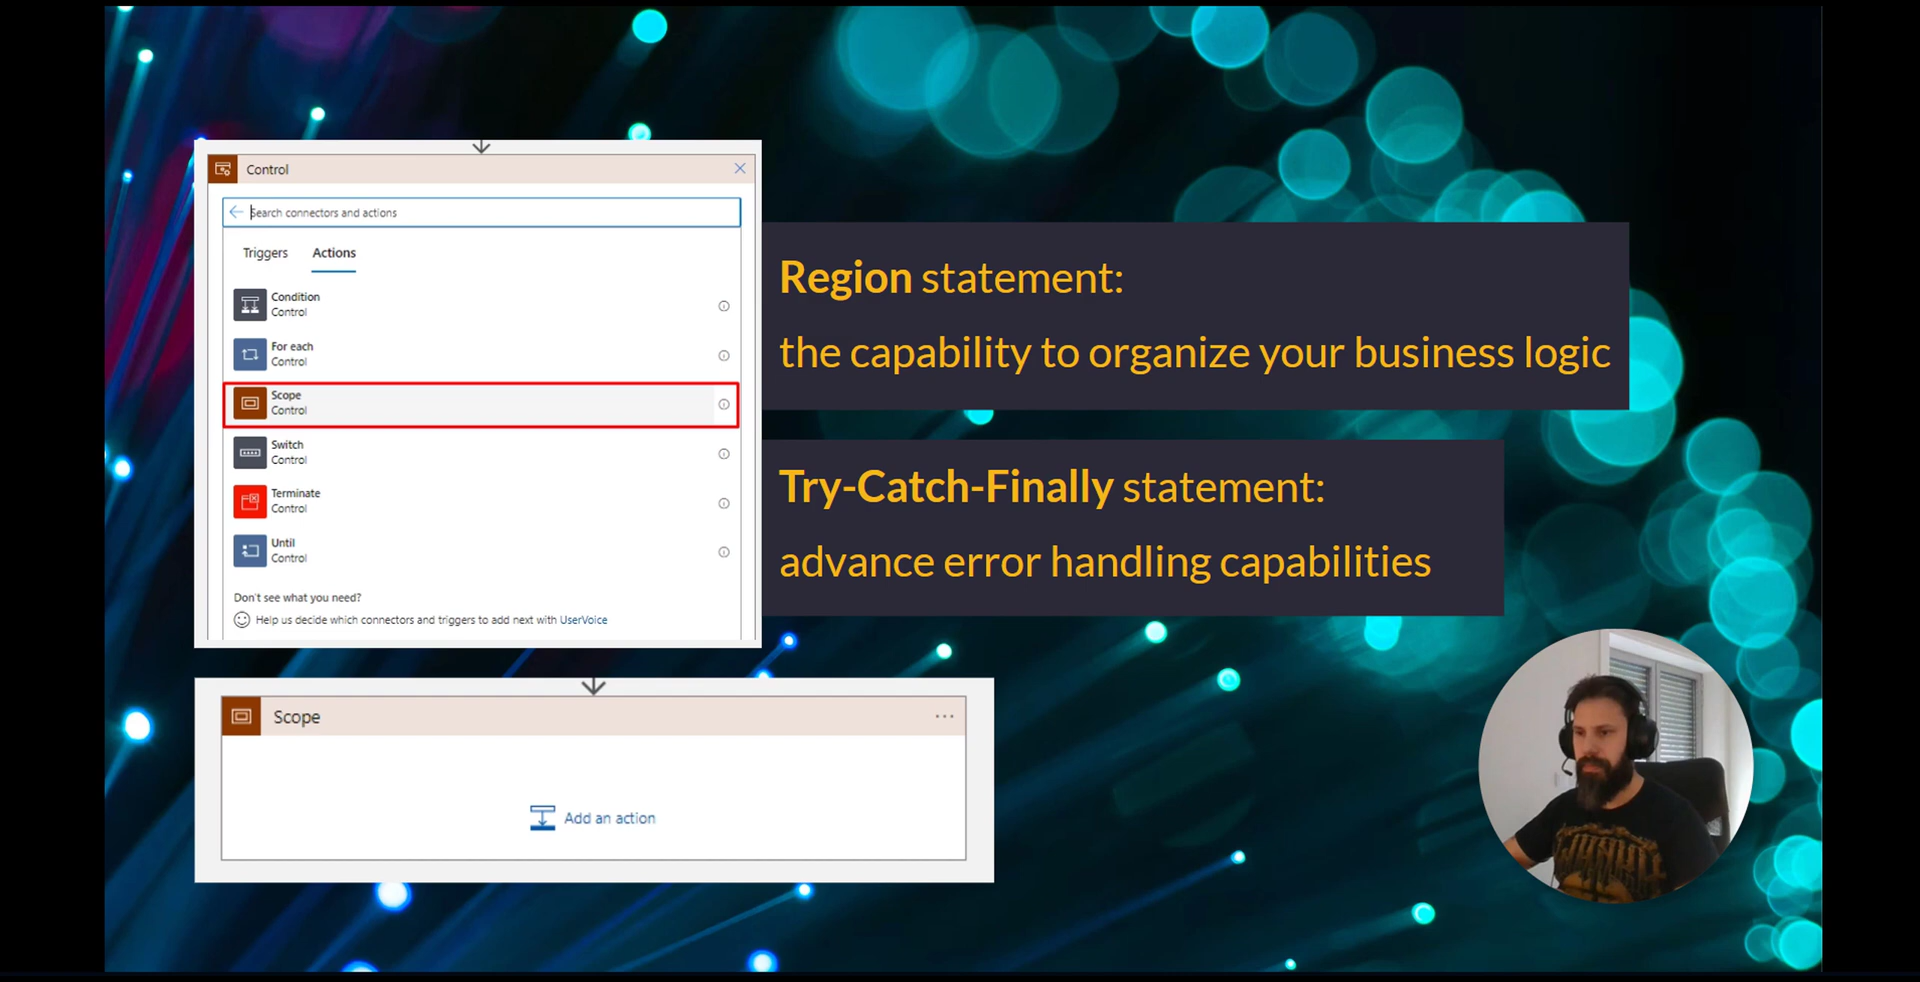 Control
Search connectors and actions
Triggers
Actions
Condition
Control
For each
Control
Scope
Control
Switch
Control
Terminate
Control
Until
Control
Don't see what you need?
Help us decide which connectors and triggers to add next with UserVoice
Region statement:
the capability to organize your business logic
Try-Catch-Finally statement:
advance error handling capabilities
Scope
Add an action